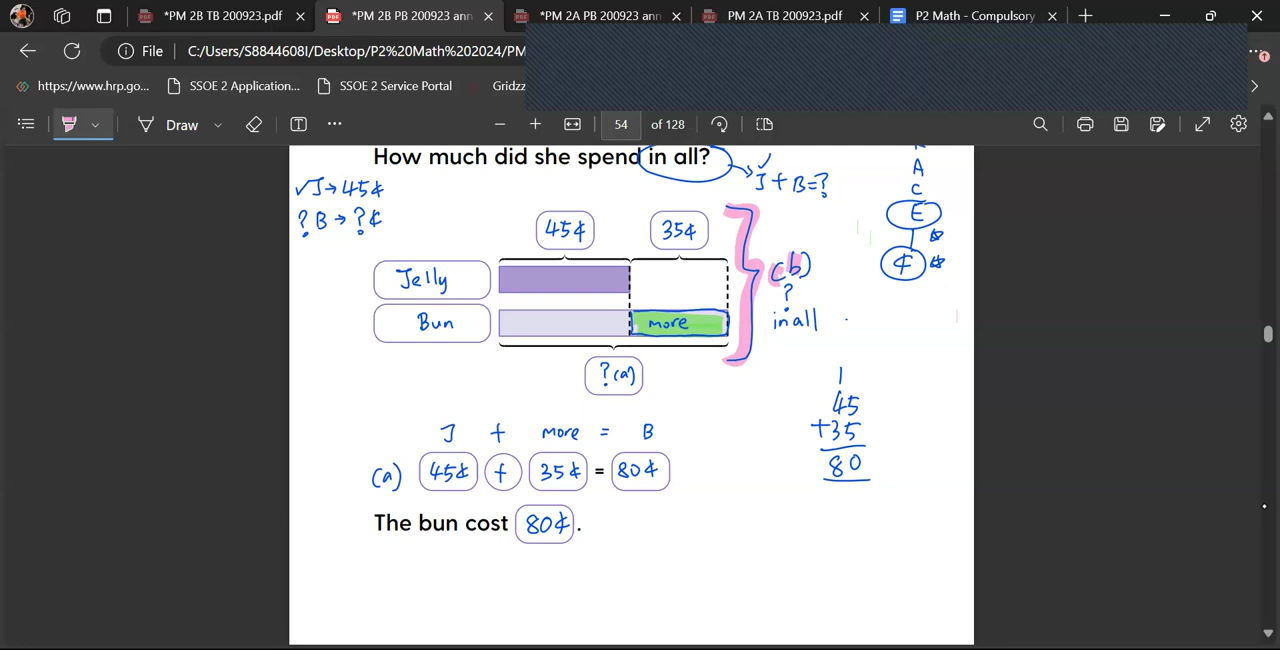 *PM 2B TB 200923.pdf
*PM 2B PB 200923 ann
*PM 2A PB 200923 ann
PM 2A TB 200923.pdf
P2 Math - Compulsory
File
C:/Users/S8844608I/Desktop/P2%20Math%202024/PM
https://www.hrp.go...
SSOE 2 Application...
SSOE 2 Service Portal
Gridzz
Draw
54 of 128
How much did she spend in all?
J + B = ?
A
C
E
¢
✓J → 45¢
? B → ? ¢
45¢
35¢
Jelly
Bun
more
(b)
?
in all
? (a)
1
45
+35
80
J + more = B
(a) 45¢ + 35¢ = 80¢
The bun cost 80¢.